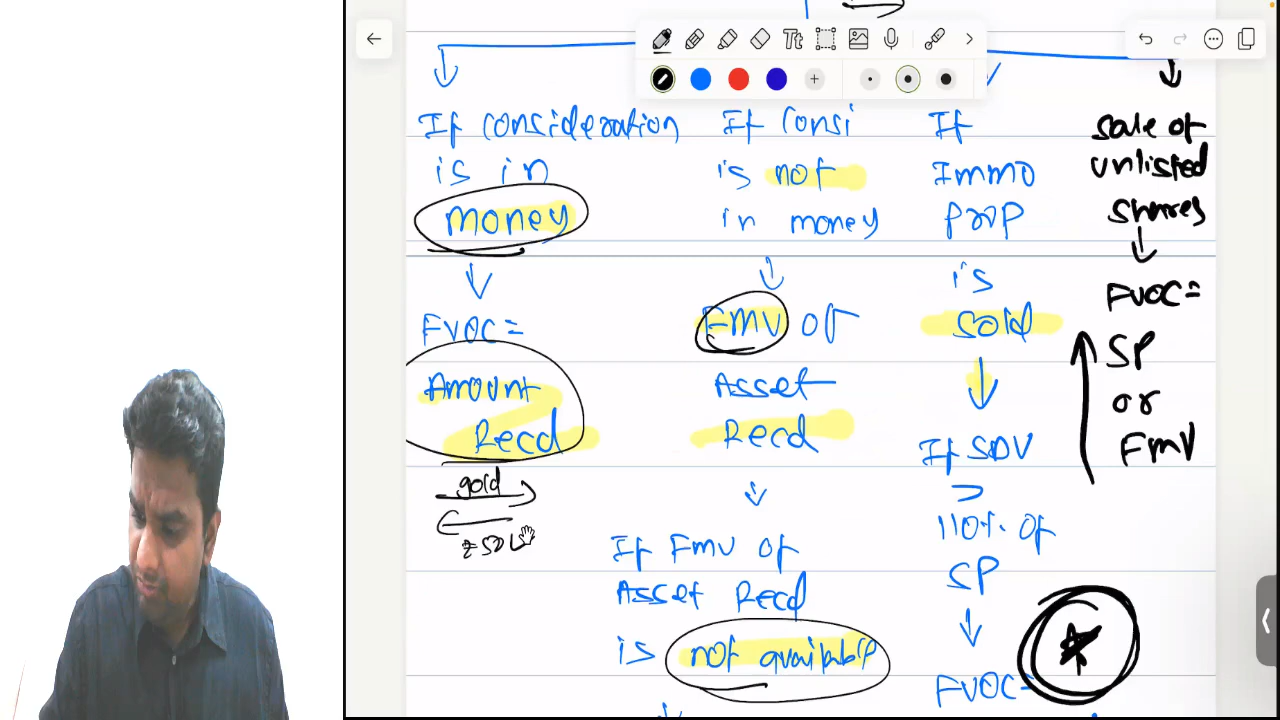 Tt
If consideration
is in
money
FVOC=
Amount
Recd
gold
₹50L
If Consi
is not
in money
FMV of
Asset
Recd
If Fmv of
Asset Recd
is not available
If
Immo
prop
is
sold
If SDV
>
110% of
SP
FVOC=
sale of
unlisted
shares
FVOC=
SP
or
Fmv